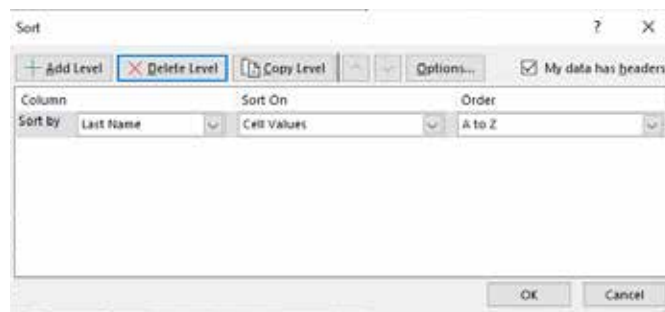 Sort ? X
Add Level Delete Level Copy Level Options... My data has headers
Column Sort On Order
Sort by Last Name Cell Values A to Z
OK Cancel